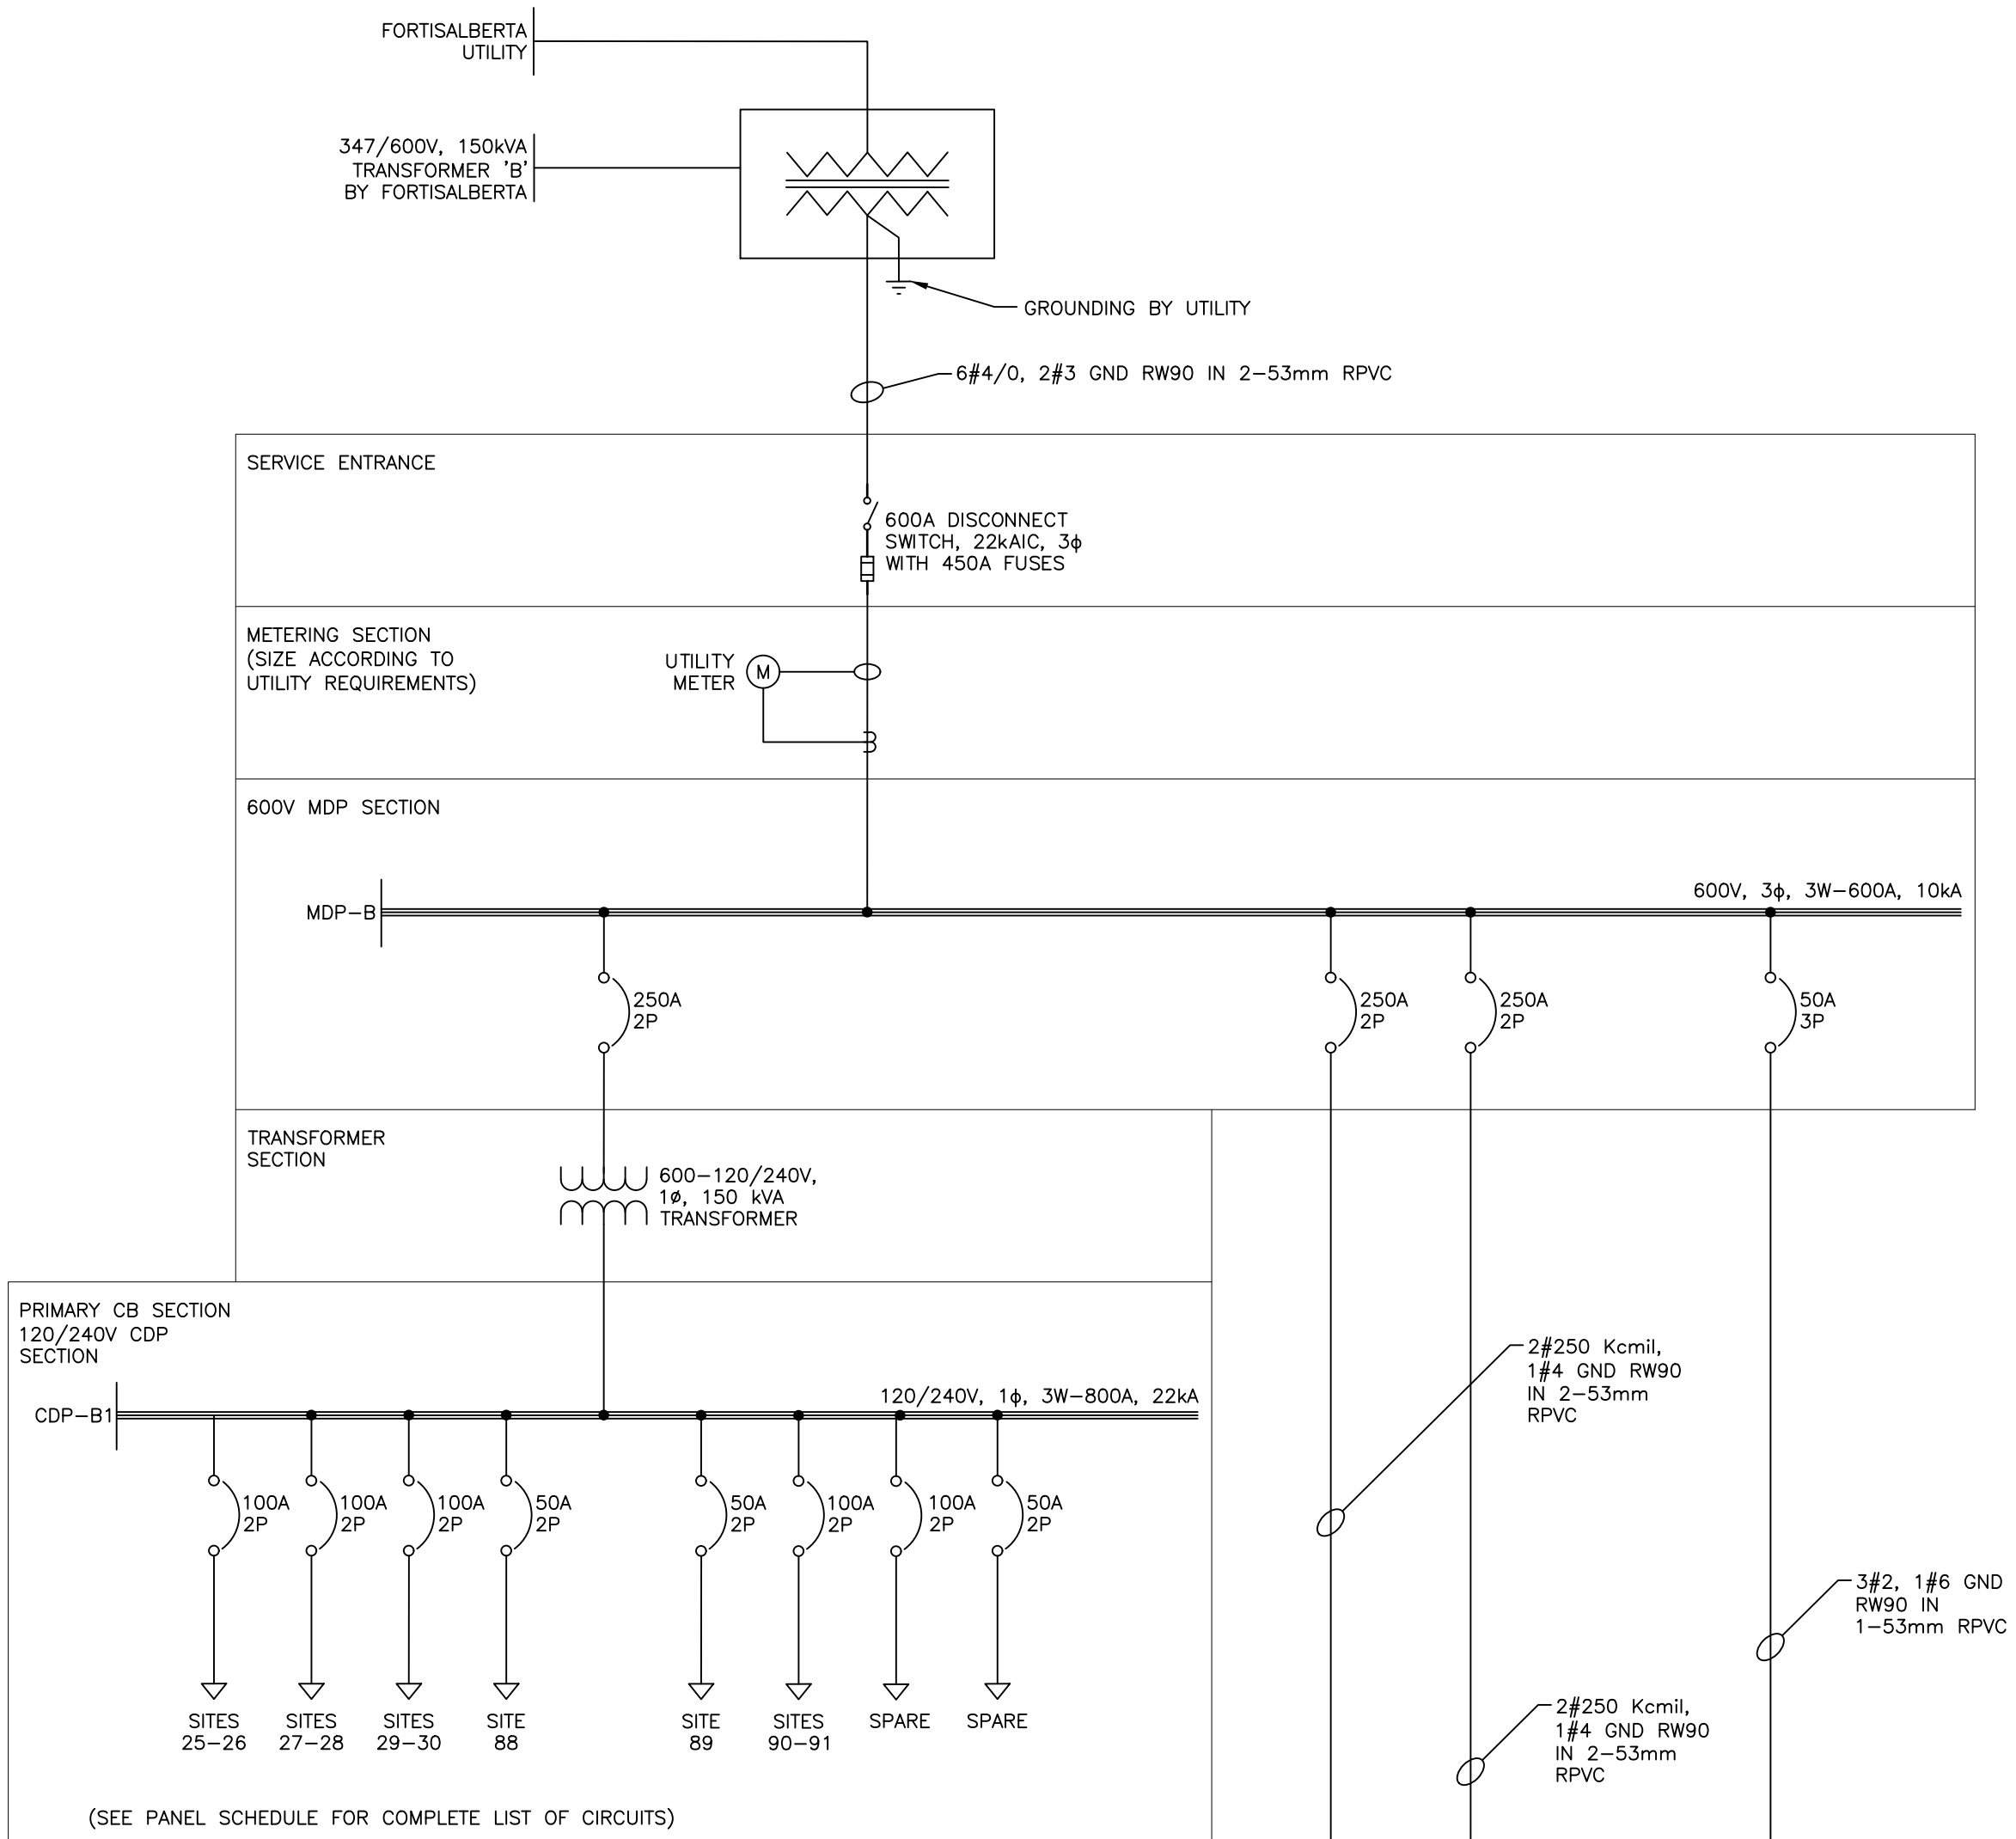 FORTISALBERTA
UTILITY
347/600V, 150kVA
TRANSFORMER 'B'
BY FORTISALBERTA
GROUNDING BY UTILITY
6#4/0, 2#3 GND RW90 IN 2-53mm RPVC
SERVICE ENTRANCE
600A DISCONNECT
SWITCH, 22kAIC, 3ϕ
WITH 450A FUSES
METERING SECTION
(SIZE ACCORDING TO
UTILITY REQUIREMENTS)
UTILITY
METER
M
600V MDP SECTION
600V, 3ϕ, 3W-600A, 10kA
MDP-B
250A
2P
250A
2P
250A
2P
50A
3P
TRANSFORMER
SECTION
600-120/240V,
1ø, 150 kVA
TRANSFORMER
PRIMARY CB SECTION
120/240V CDP
SECTION
120/240V, 1ϕ, 3W-800A, 22kA
CDP-B1
100A
2P
100A
2P
100A
2P
50A
2P
50A
2P
100A
2P
100A
2P
50A
2P
SITES
25-26
SITES
27-28
SITES
29-30
SITE
88
SITE
89
SITES
90-91
SPARE
SPARE
(SEE PANEL SCHEDULE FOR COMPLETE LIST OF CIRCUITS)
2#250 Kcmil,
1#4 GND RW90
IN 2-53mm
RPVC
3#2, 1#6 GND
RW90 IN
1-53mm RPVC
2#250 Kcmil,
1#4 GND RW90
IN 2-53mm
RPVC